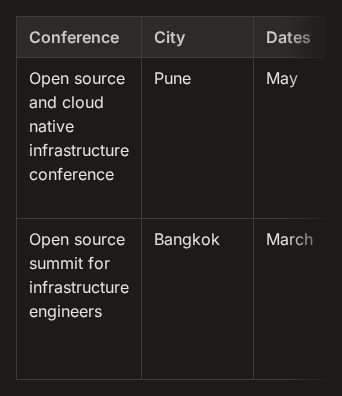 Conference City Dates
Open source Pune May
and cloud
native
infrastructure
conference
Open source Bangkok March
summit for
infrastructure
engineers